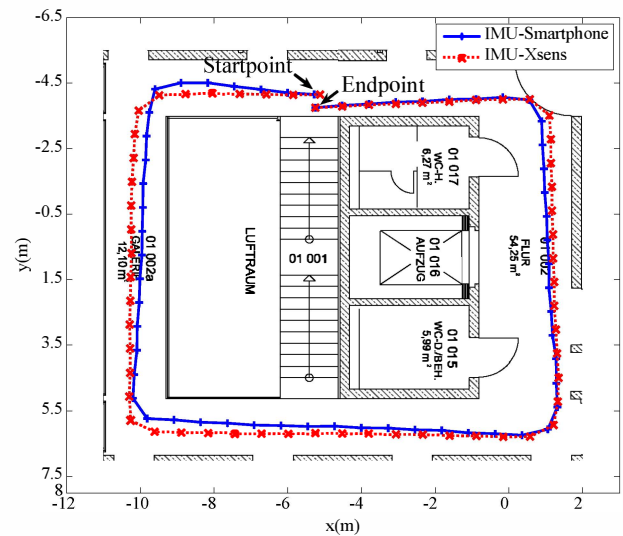 IMU-Smartphone
IMU-Xsens
Startpoint
Endpoint
-6.5
-4.5
-2.5
-0.5
1.5
3.5
5.5
7.5
8
y(m)
-12
-10
-8
-6
-4
-2
0
2
x(m)
01 002a
GALERIE
12,10 m²
LUFTRAUM
01 001
01 017
WC-H.
6,27 m²
01 016
AUFZUG
01 015
WC-D./BEH.
5,99 m²
01 002
FLUR
54,25 m²